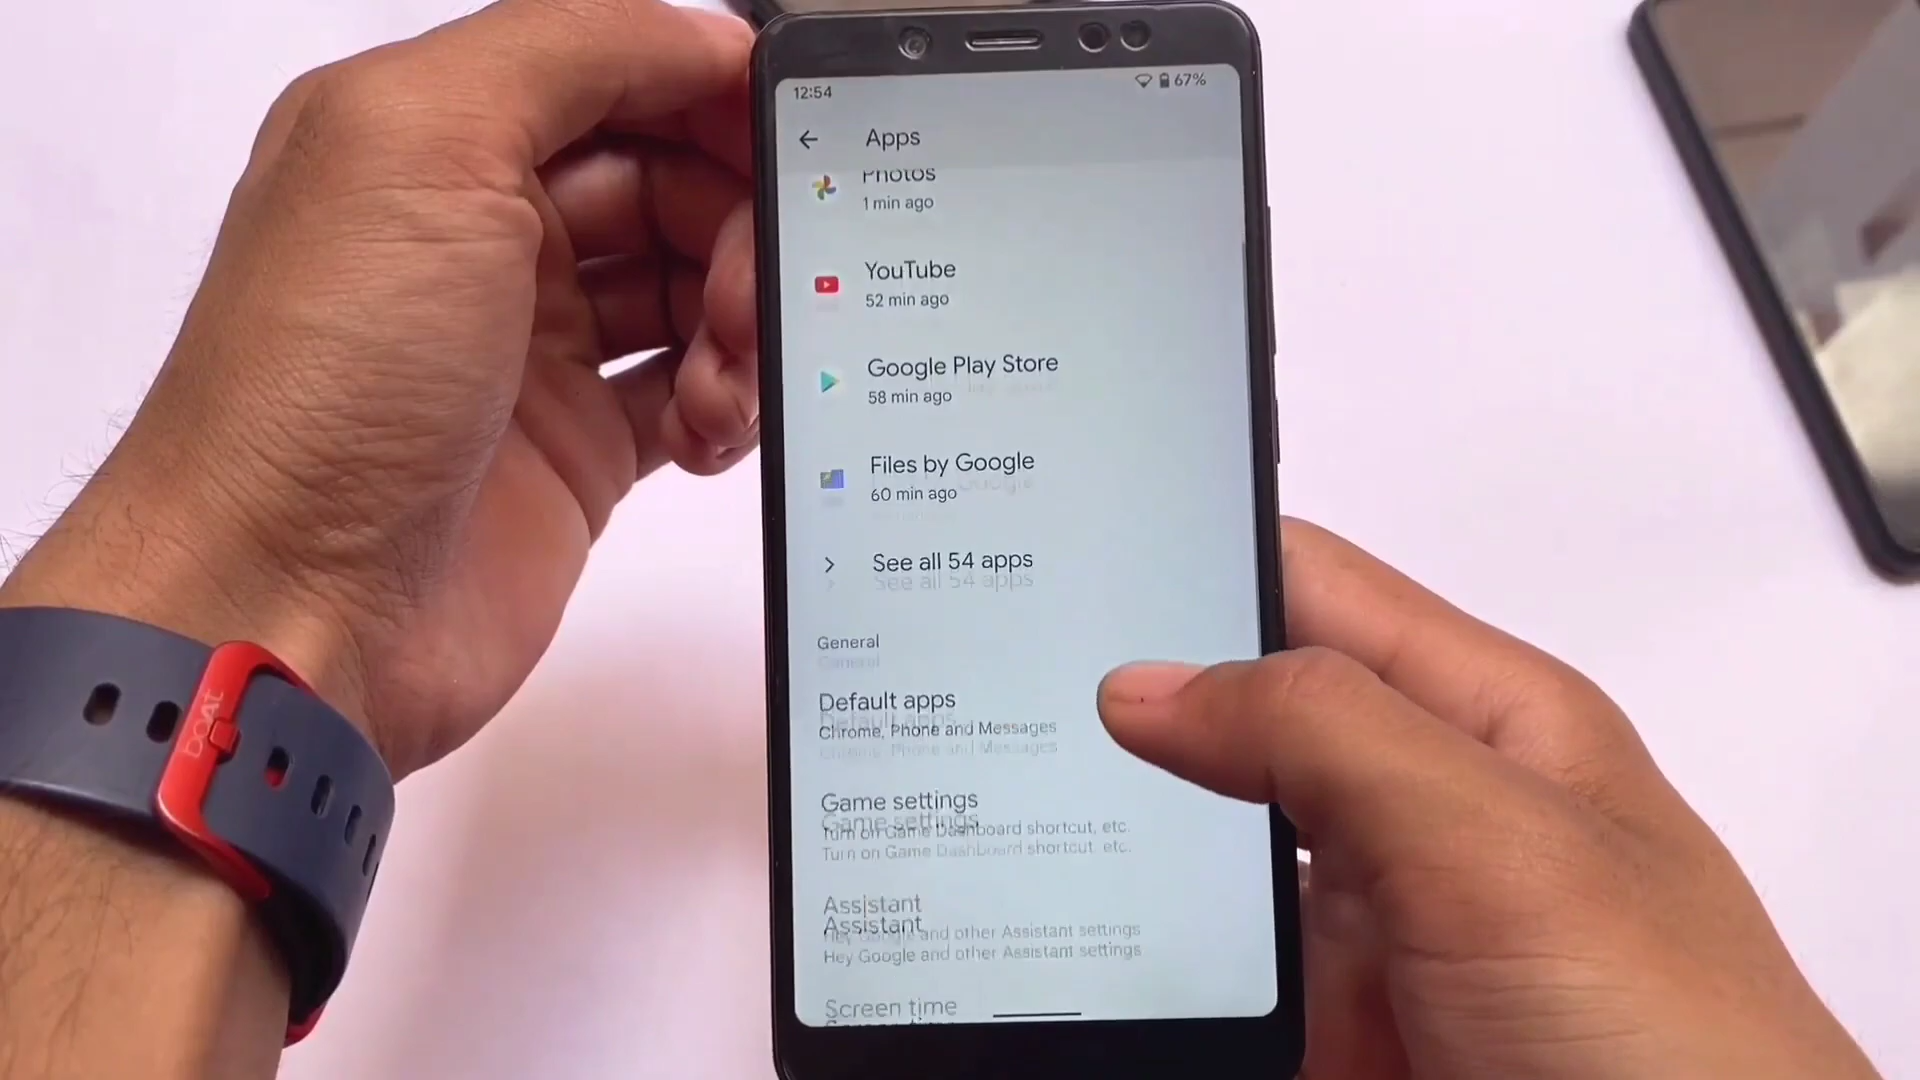 12:54
67%
Apps
Photos
1 min ago
YouTube
52 min ago
Google Play Store
58 min ago
Files by Google
60 min ago
See all 54 apps
General
Default apps
Chrome, Phone and Messages
Game settings
Turn on Game Dashboard shortcut, etc.
Assistant
Hey Google and other Assistant settings
Screen time
boAt